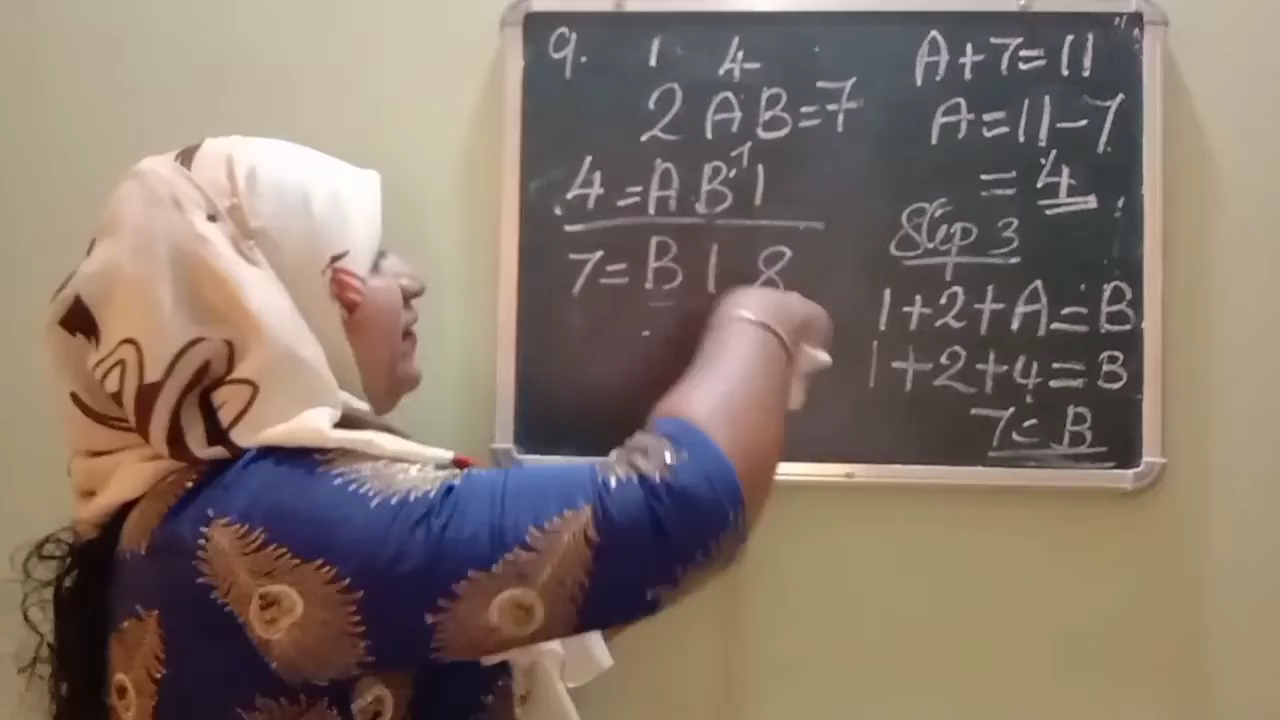 9. 1 4
2 A B = 7
7
4 = A B 1
7 = B 1 8
A + 7 = 11
A = 11 - 7
= 4
Step 3
1 + 2 + A = B
1 + 2 + 4 = B
7 = B